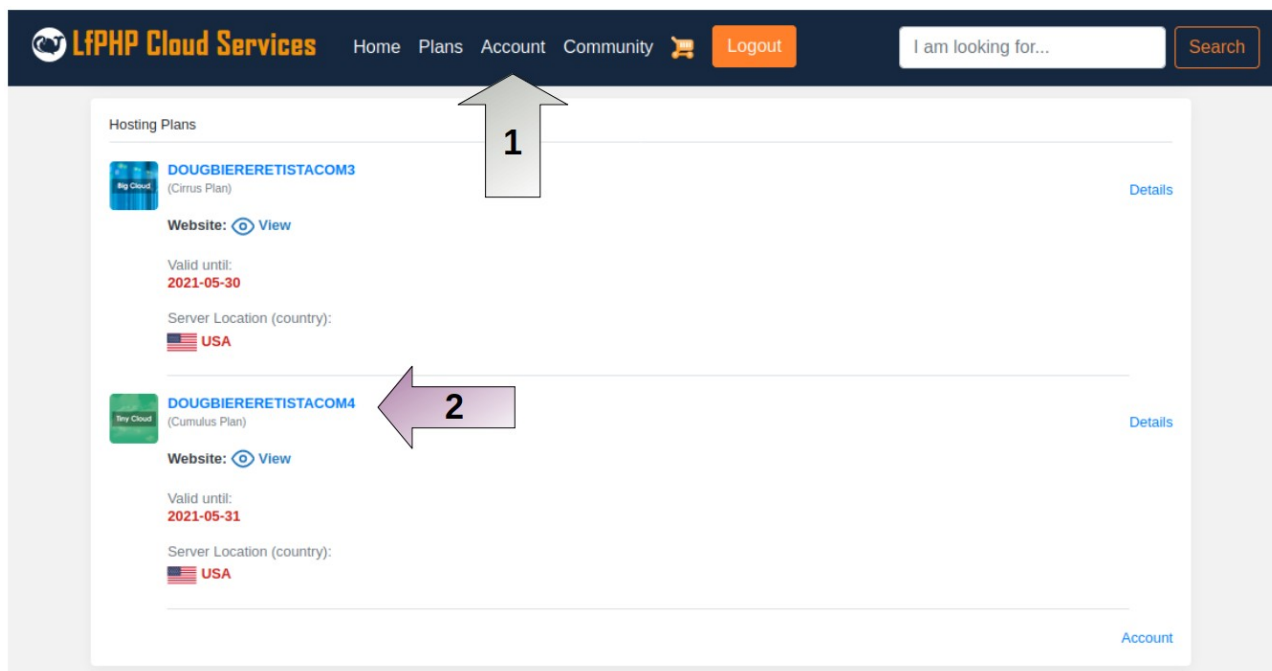 LfPHP Cloud Services Home Plans Account Community Logout I am looking for... Search
1
Hosting Plans
Big Cloud
DOUGBIERERETISTACOM3
(Cirrus Plan)
Details
Website: View
Valid until:
2021-05-30
Server Location (country):
USA
Tiny Cloud
DOUGBIERERETISTACOM4
2
(Cumulus Plan)
Details
Website: View
Valid until:
2021-05-31
Server Location (country):
USA
Account